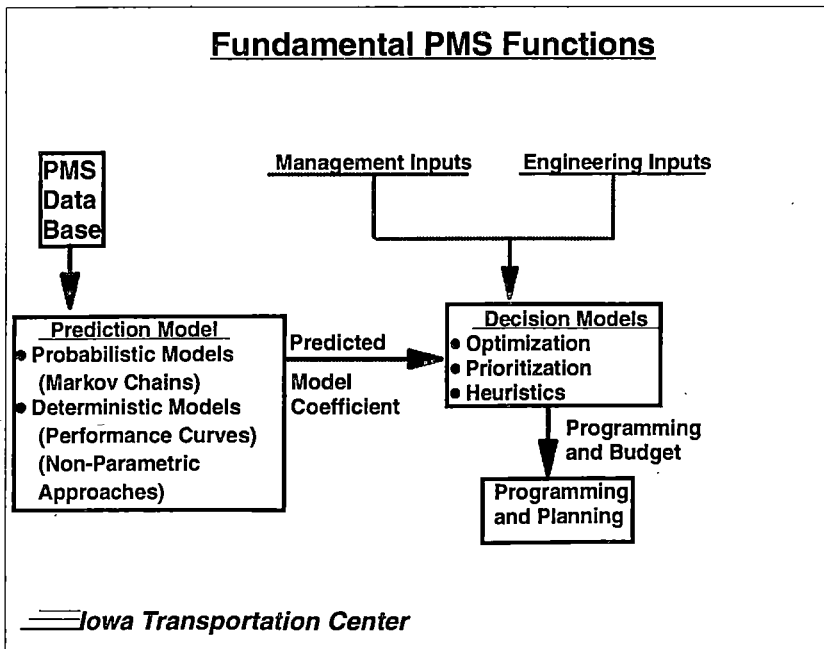 Fundamental PMS Functions
PMS
Data
Base
Management Inputs
Engineering Inputs
Prediction Model
● Probabilistic Models
(Markov Chains)
● Deterministic Models
(Performance Curves)
(Non-Parametric
Approaches)
Predicted
Model
Coefficient
Decision Models
● Optimization
● Prioritization
● Heuristics
Programming
and Budget
Programming
and Planning
Iowa Transportation Center